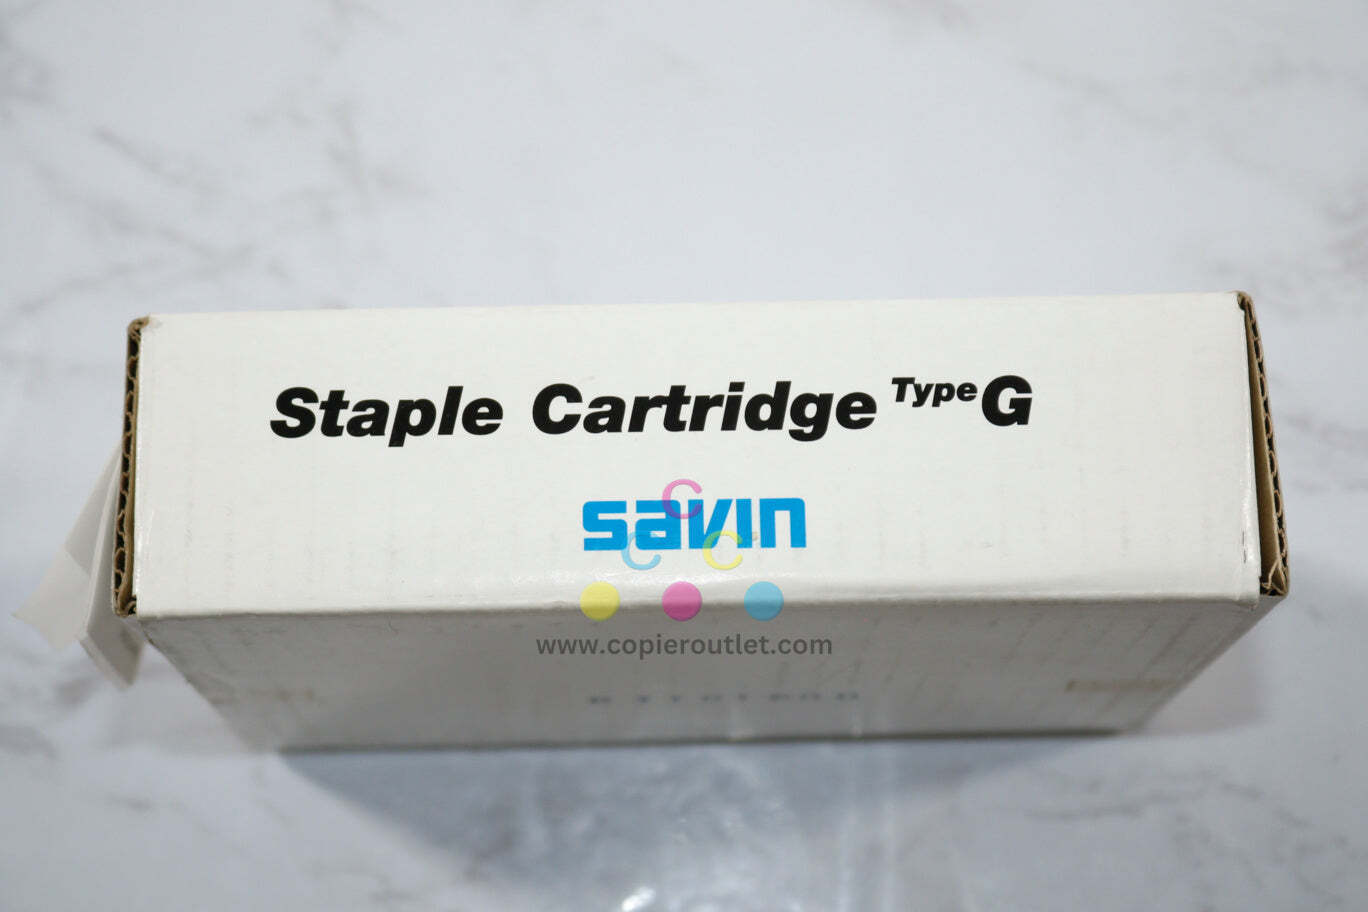 Staple Cartridge Type G
savin
C
C C
www.copieroutlet.com